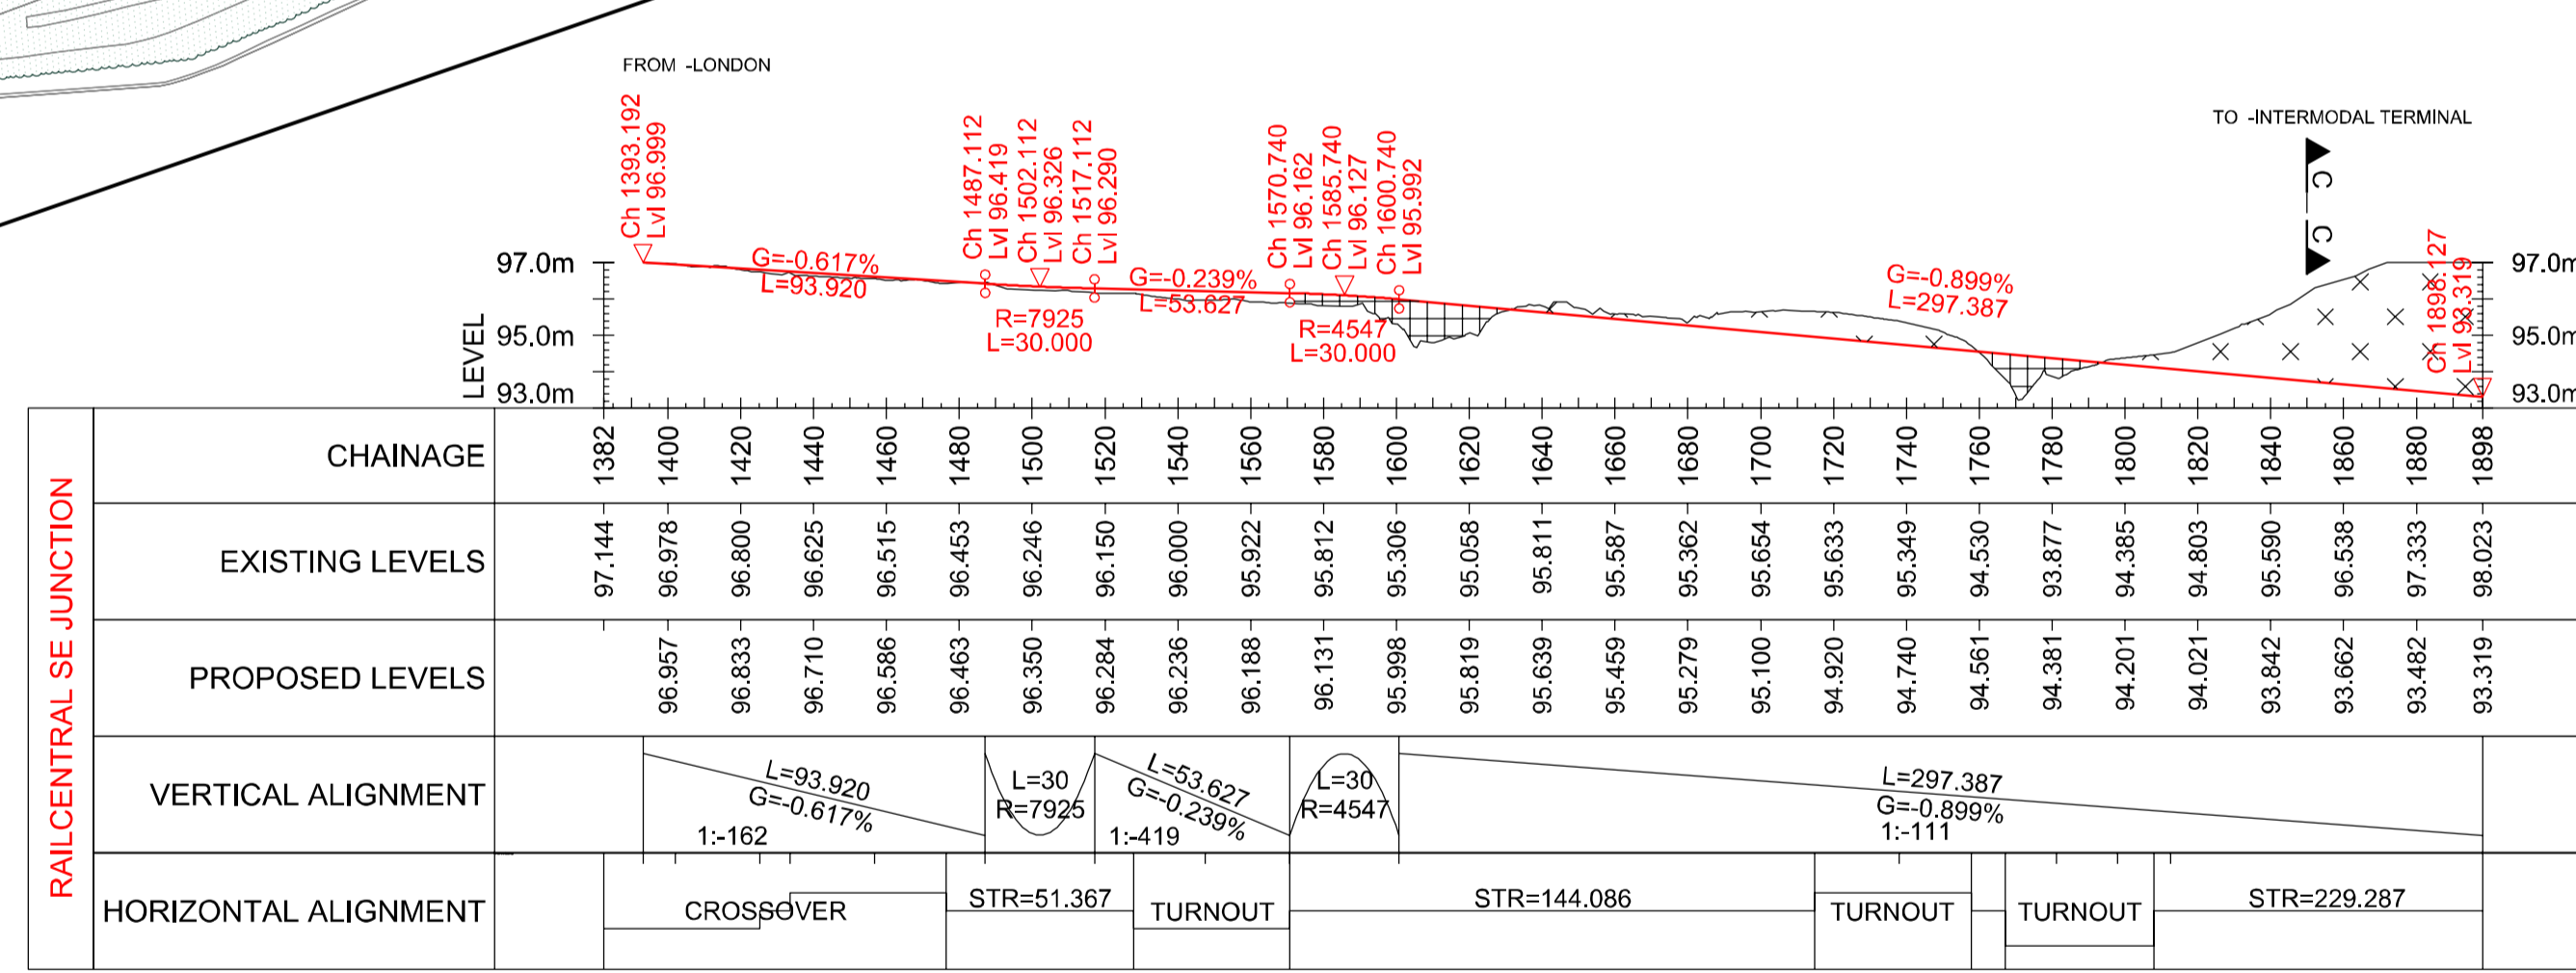 FROM -LONDON
TO -INTERMODAL TERMINAL
C
C
Ch 1393.192
Lvl 96.999
Ch 1487.112
Lvl 96.419
Ch 1502.112
Lvl 96.326
Ch 1517.112
Lvl 96.290
Ch 1570.740
Lvl 96.162
Ch 1585.740
Lvl 96.127
Ch 1600.740
Lvl 95.992
Ch 1898.127
Lvl 93.319
G=-0.617%
L=93.920
R=7925
L=30.000
G=-0.239%
L=53.627
R=4547
L=30.000
G=-0.899%
L=297.387
LEVEL
97.0m
95.0m
93.0m
97.0m
95.0m
93.0m
RAILCENTRAL SE JUNCTION
CHAINAGE 1382 1400 1420 1440 1460 1480 1500 1520 1540 1560 1580 1600 1620 1640 1660 1680 1700 1720 1740 1760 1780 1800 1820 1840 1860 1880 1898
EXISTING LEVELS 97.144 96.978 96.800 96.625 96.515 96.453 96.246 96.150 96.000 95.922 95.812 95.306 95.058 95.811 95.587 95.362 95.654 95.633 95.349 94.530 93.877 94.385 94.803 95.590 96.538 97.333 98.023
PROPOSED LEVELS 96.957 96.833 96.710 96.586 96.463 96.350 96.284 96.236 96.188 96.131 95.998 95.819 95.639 95.459 95.279 95.100 94.920 94.740 94.561 94.381 94.201 94.021 93.842 93.662 93.482 93.319
VERTICAL ALIGNMENT
L=93.920
G=-0.617%
1:-162
L=30
R=7925
L=53.627
G=-0.239%
1:-419
L=30
R=4547
L=297.387
G=-0.899%
1:-111
HORIZONTAL ALIGNMENT CROSSOVER STR=51.367 TURNOUT STR=144.086 TURNOUT TURNOUT STR=229.287